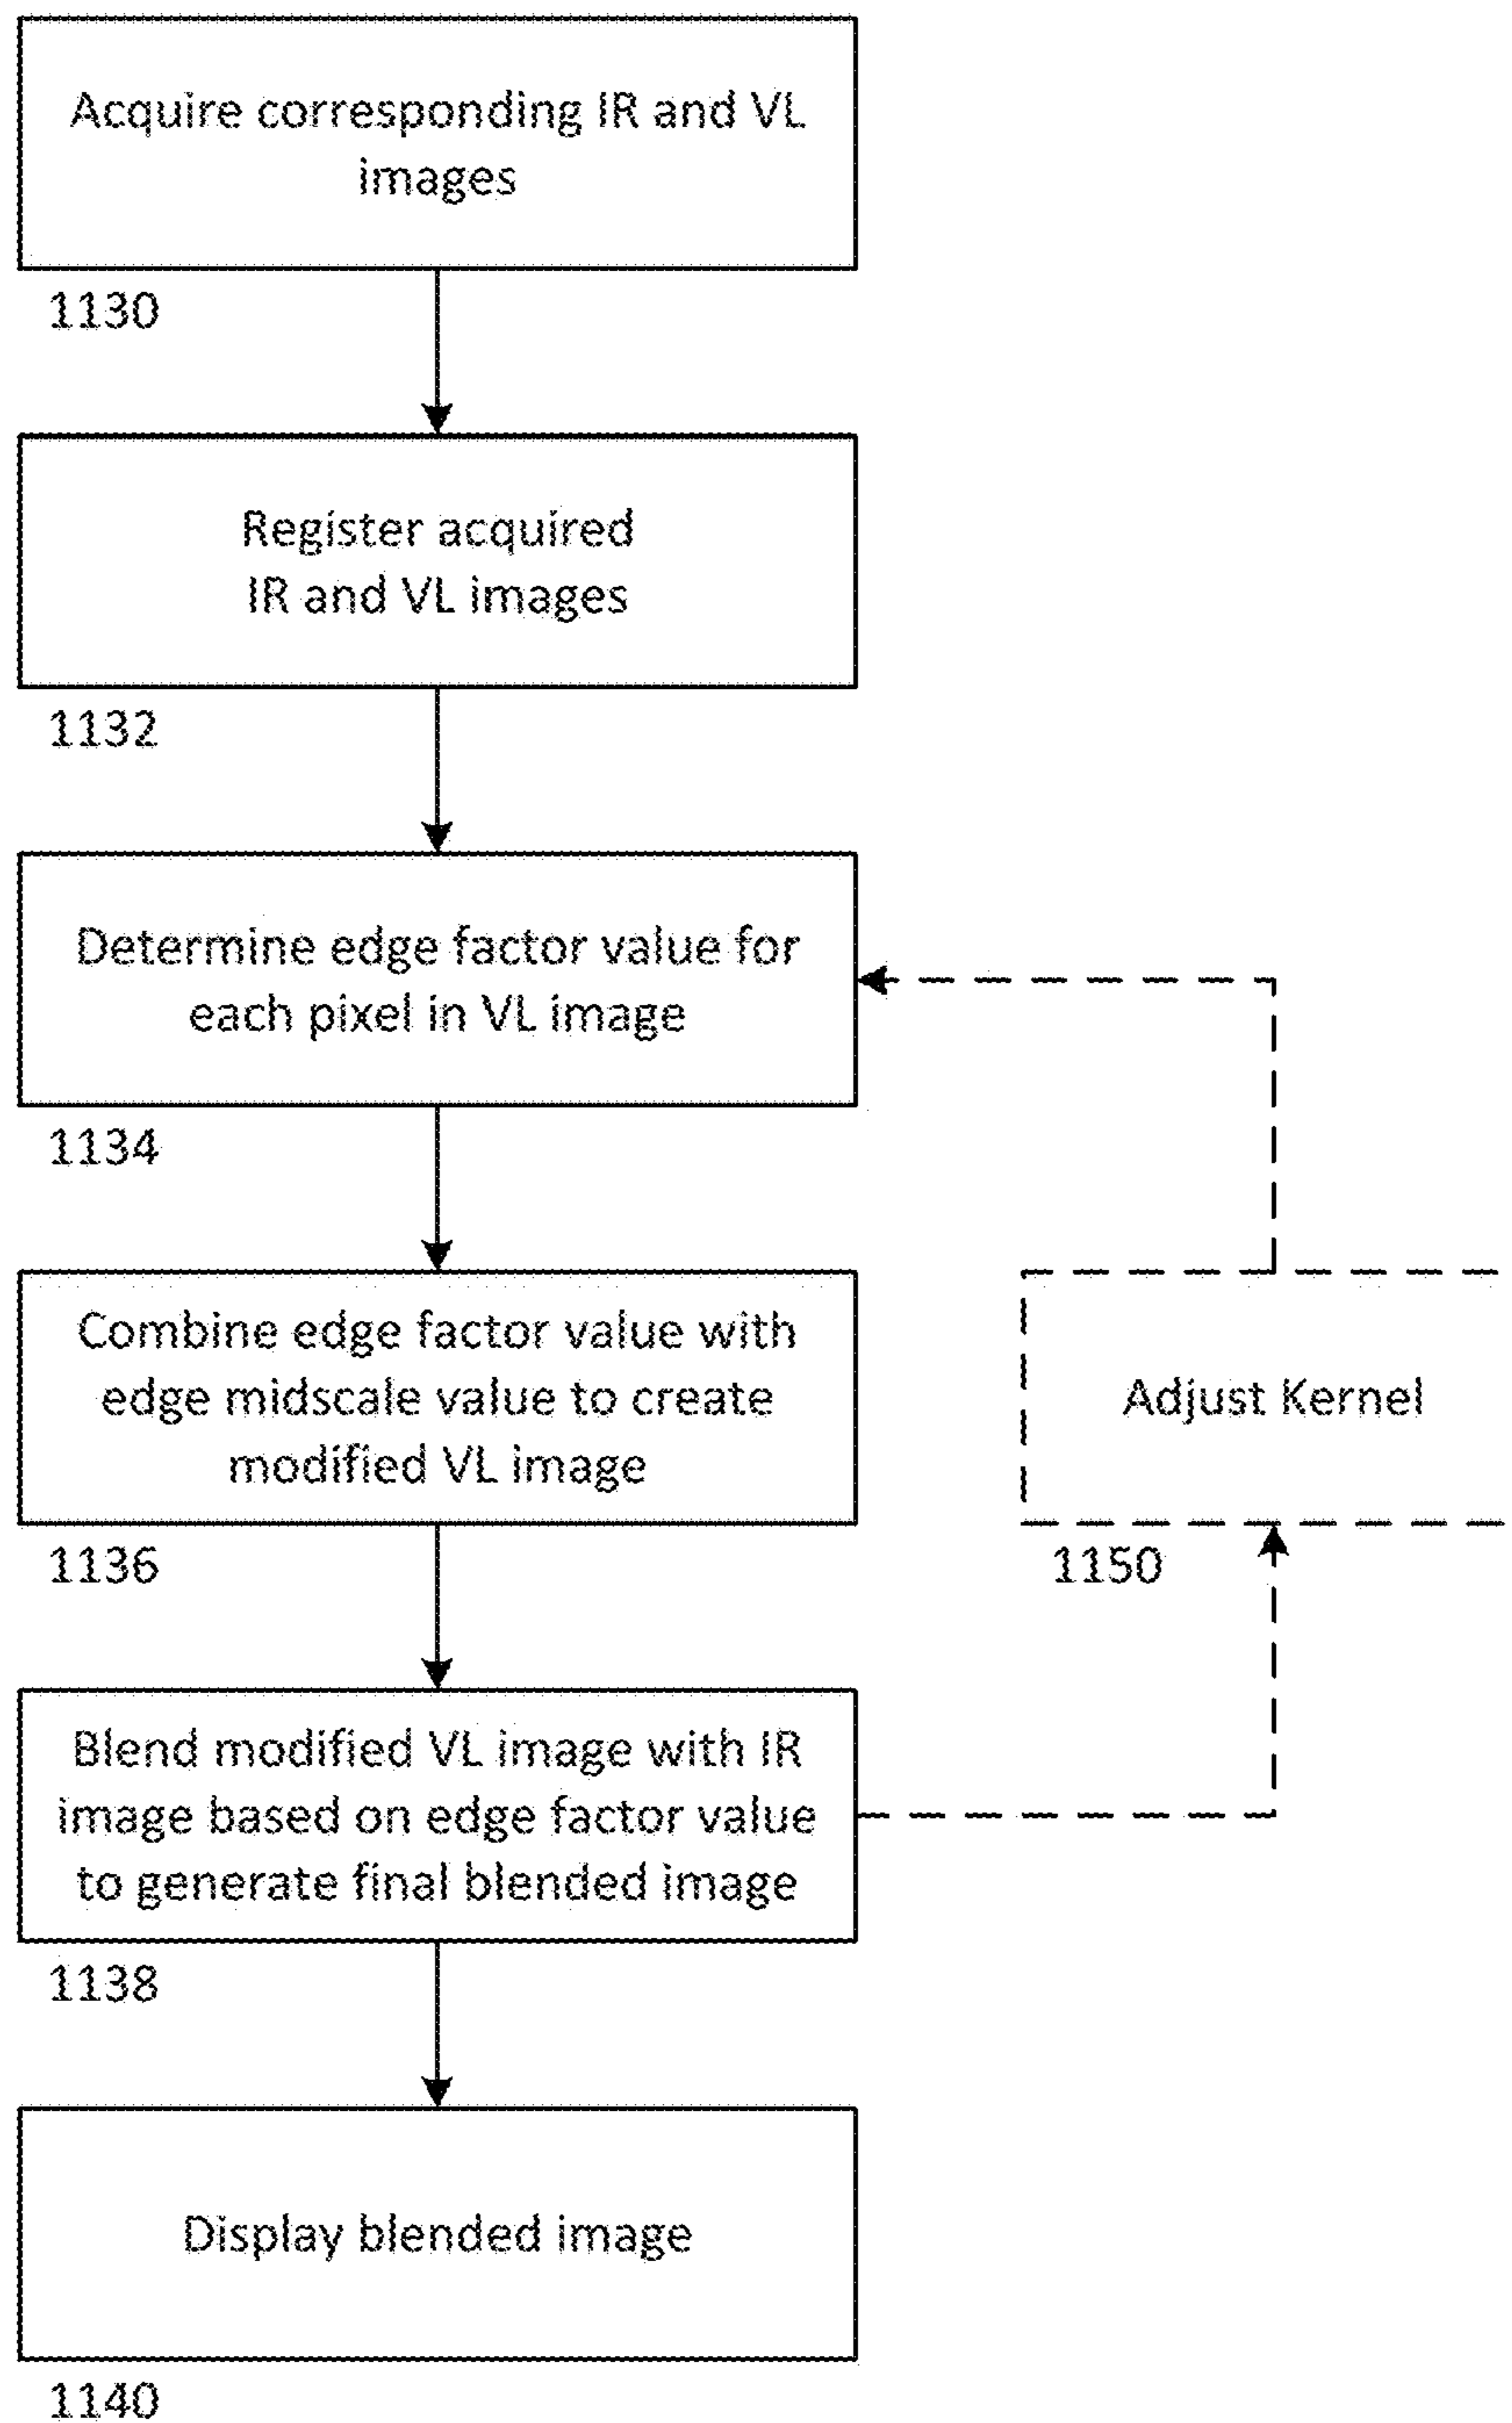 Acquire corresponding IR and VL
images
1130
Register acquired
IR and VL images
1132
Determine edge factor value for
each pixel in VL image
1134
Combine edge factor value with
edge midscale value to create
modified VL image
1136
Adjust Kernel
1150
Blend modified VL image with IR
image based on edge factor value
to generate final blended image
1138
Display blended image
1140